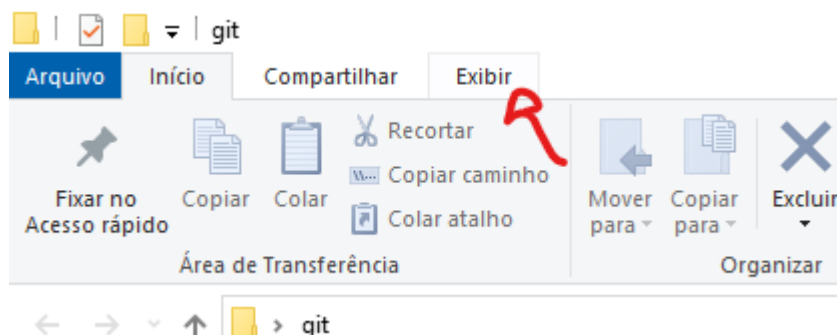 git
Arquivo Início Compartilhar Exibir
Recortar
Copiar caminho
Colar atalho
Fixar no
Acesso rápido
Copiar
Colar
Mover
para
Copiar
para
Excluir
Área de Transferência
Organizar
git